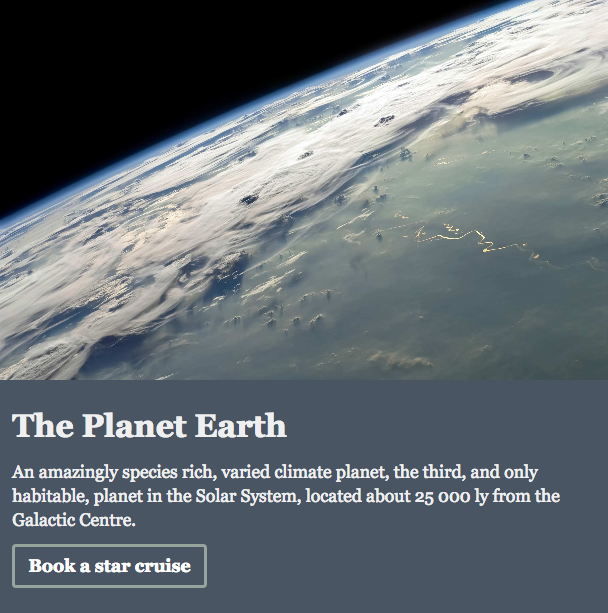 The Planet Earth
An amazingly species rich, varied climate planet, the third, and only
habitable, planet in the Solar System, located about 25 000 ly from the
Galactic Centre.
Book a star cruise